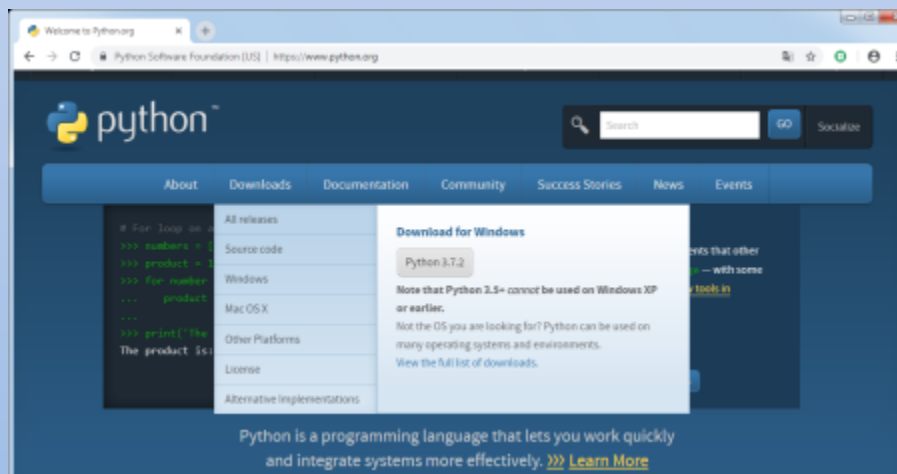 Welcome to Python.org
Python Software Foundation [US] | https://www.python.org
python™
Search
GO
Socialize
About Downloads Documentation Community Success Stories News Events
All releases
Source code
Windows
Mac OS X
Other Platforms
License
Alternative Implementations
Download for Windows
Python 3.7.2
Note that Python 3.5+ cannot be used on Windows XP
or earlier.
Not the OS you are looking for? Python can be used on
many operating systems and environments.
View the full list of downloads.
# For loop on a
>>> numbers = [
>>> product = 1
>>> for number
... product
...
>>> print('The
The product is:
ents that other
— with some
tools in
Python is a programming language that lets you work quickly
and integrate systems more effectively. >>> Learn More